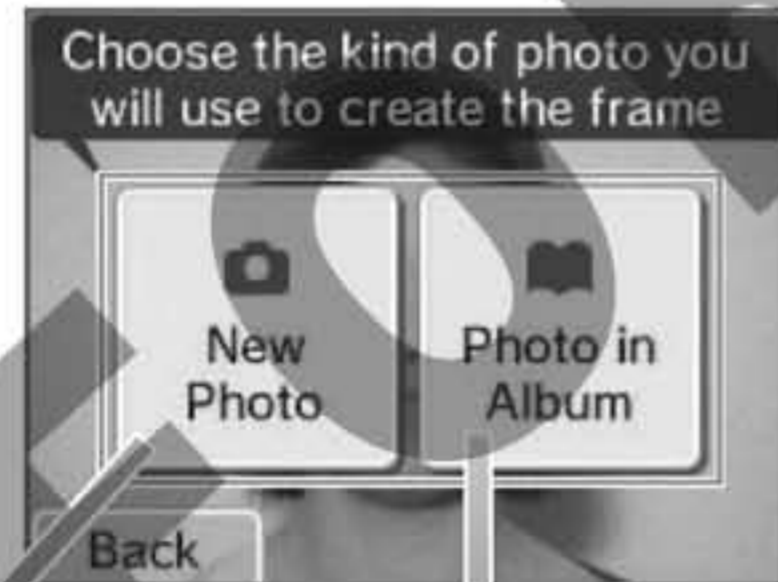 Choose the kind of photo you
will use to create the frame
New
Photo
Photo in
Album
Back